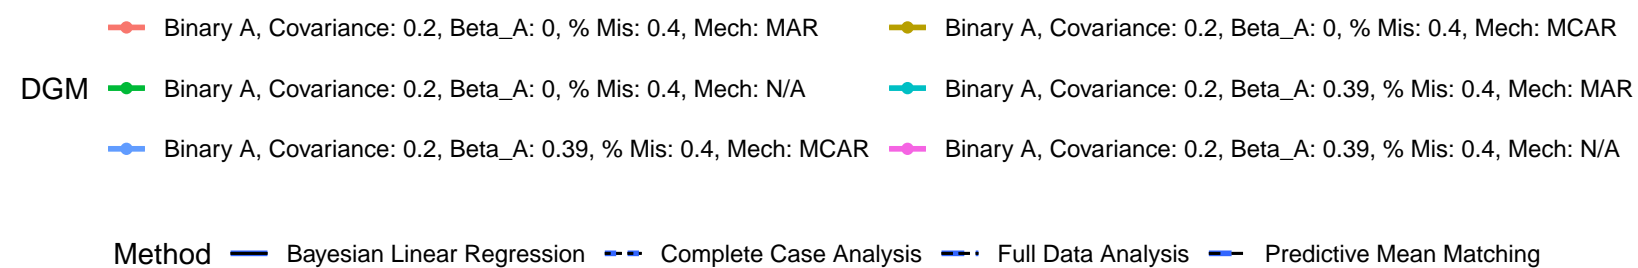 Binary A, Covariance: 0.2, Beta_A: 0, % Mis: 0.4, Mech: MAR Binary A, Covariance: 0.2, Beta_A: 0, % Mis: 0.4, Mech: MCAR
DGM Binary A, Covariance: 0.2, Beta_A: 0, % Mis: 0.4, Mech: N/A Binary A, Covariance: 0.2, Beta_A: 0.39, % Mis: 0.4, Mech: MAR
Binary A, Covariance: 0.2, Beta_A: 0.39, % Mis: 0.4, Mech: MCAR Binary A, Covariance: 0.2, Beta_A: 0.39, % Mis: 0.4, Mech: N/A
Method Bayesian Linear Regression Complete Case Analysis Full Data Analysis Predictive Mean Matching